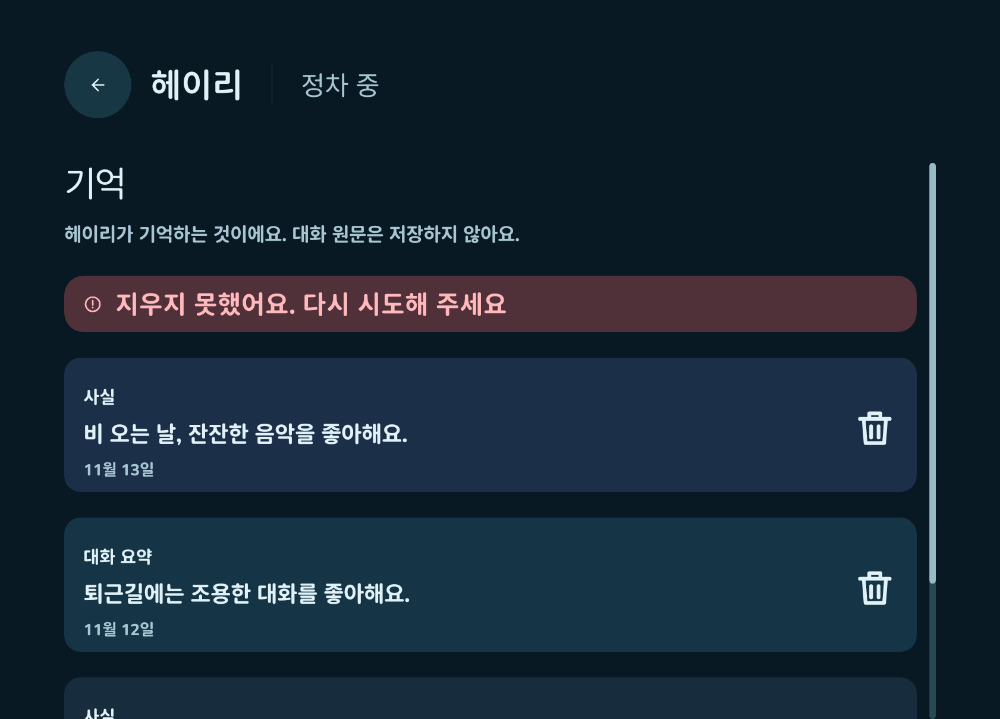 헤이리
정차 중
기억
헤이리가 기억하는 것이에요. 대화 원문은 저장하지 않아요.
지우지 못했어요. 다시 시도해 주세요
사실
비 오는 날, 잔잔한 음악을 좋아해요.
11월 13일
대화 요약
퇴근길에는 조용한 대화를 좋아해요.
11월 12일
사실